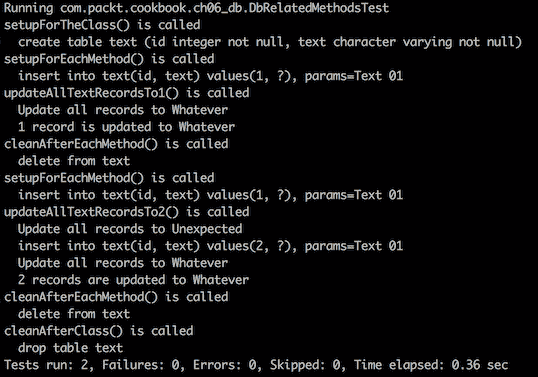 Running com.packt.cookbook.ch06_db.DbRelatedMethodsTest
setupForTheClass() is called
  create table text (id integer not null, text character varying not null)
setupForEachMethod() is called
  insert into text(id, text) values(1, ?), params=Text 01
updateAllTextRecordsTo1() is called
  Update all records to Whatever
  1 record is updated to Whatever
cleanAfterEachMethod() is called
  delete from text
setupForEachMethod() is called
  insert into text(id, text) values(1, ?), params=Text 01
updateAllTextRecordsTo2() is called
  Update all records to Unexpected
  insert into text(id, text) values(2, ?), params=Text 01
  Update all records to Whatever
  2 records are updated to Whatever
cleanAfterEachMethod() is called
  delete from text
cleanAfterClass() is called
  drop table text
Tests run: 2, Failures: 0, Errors: 0, Skipped: 0, Time elapsed: 0.36 sec